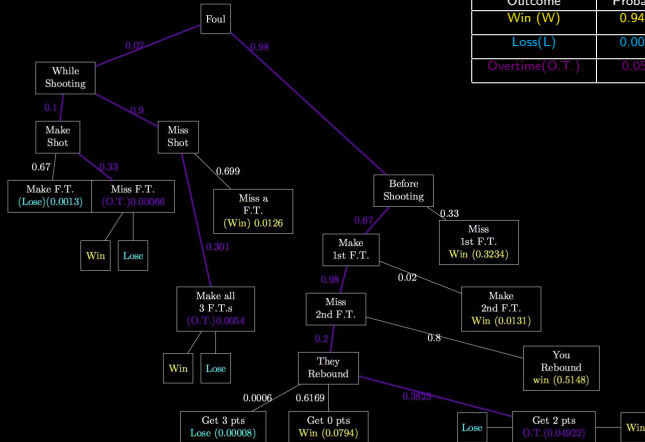 Foul
Outcome
Win (W) 0.94
Loss(L) 0.00
Overtime(O.T.) 0.05
0.02
0.98
While
Shooting
0.1
0.9
Make
Shot
Miss
Shot
0.67
0.33
0.699
Make F.T.
(Lose)(0.0013)
Miss F.T.
(O.T.)0.00066
Miss a
F.T.
(Win) 0.0126
Before
Shooting
0.67
0.33
Miss
1st F.T.
Win (0.3234)
Win
Lose
0.301
Make
1st F.T.
0.98
0.02
Make all
3 F.T.s
(O.T.)0.0054
Miss
2nd F.T.
Make
2nd F.T.
Win (0.0131)
0.2
0.8
Win
Lose
They
Rebound
You
Rebound
win (0.5148)
0.0006
0.6169
0.3825
Get 3 pts
Lose (0.00008)
Get 0 pts
Win (0.0794)
Lose
Get 2 pts
O.T.(0.04922)
Win